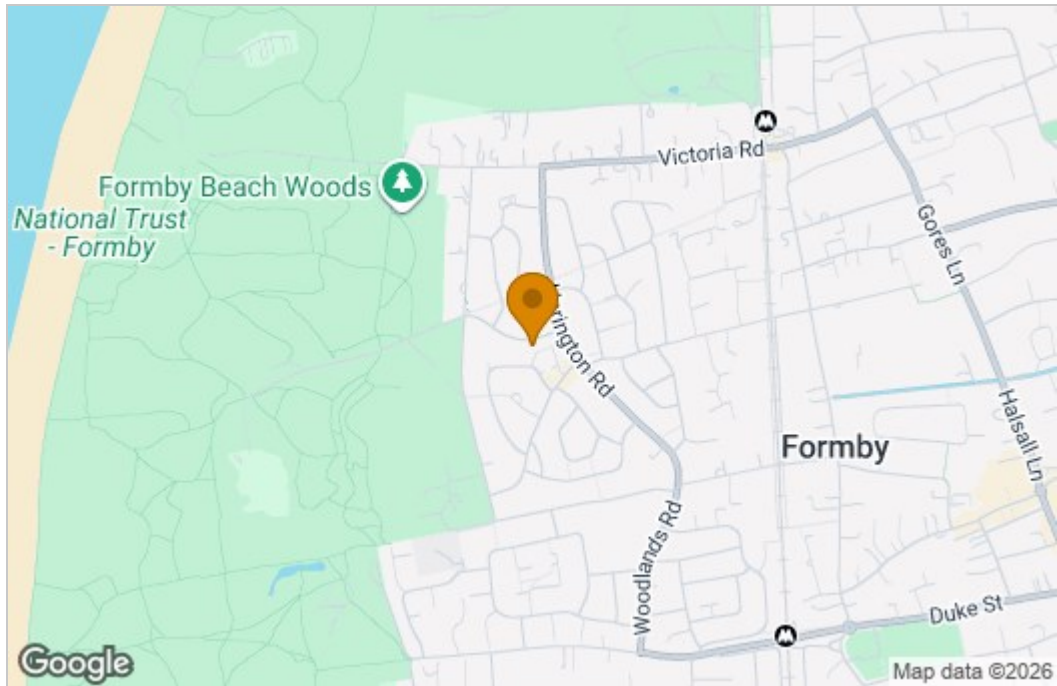 Victoria Rd
Formby Beach Woods
National Trust
- Formby
Gores Ln
Harington Rd
Formby
Halsall Ln
Woodlands Rd
Duke St
Google
Map data ©2026